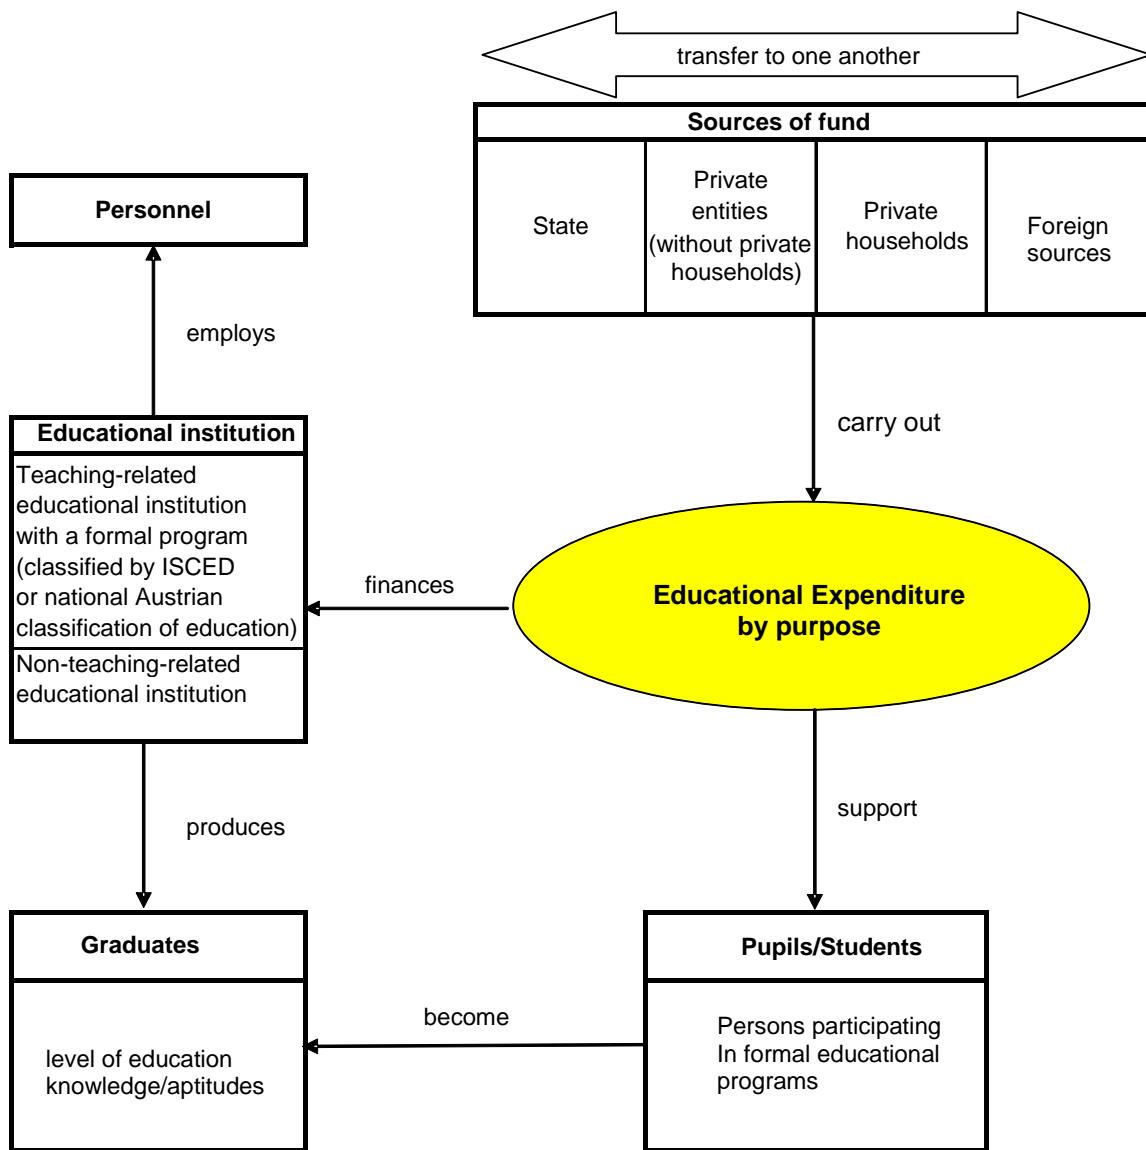 transfer to one another
Sources of fund
State
Private
entities
(without private
households)
Private
households
Foreign
sources
Personnel
employs
carry out
Educational institution
Teaching-related
educational institution
with a formal program
(classified by ISCED
or national Austrian
classification of education)
Non-teaching-related
educational institution
finances
Educational Expenditure
by purpose
produces
support
Graduates
level of education
knowledge/aptitudes
become
Pupils/Students
Persons participating
In formal educational
programs